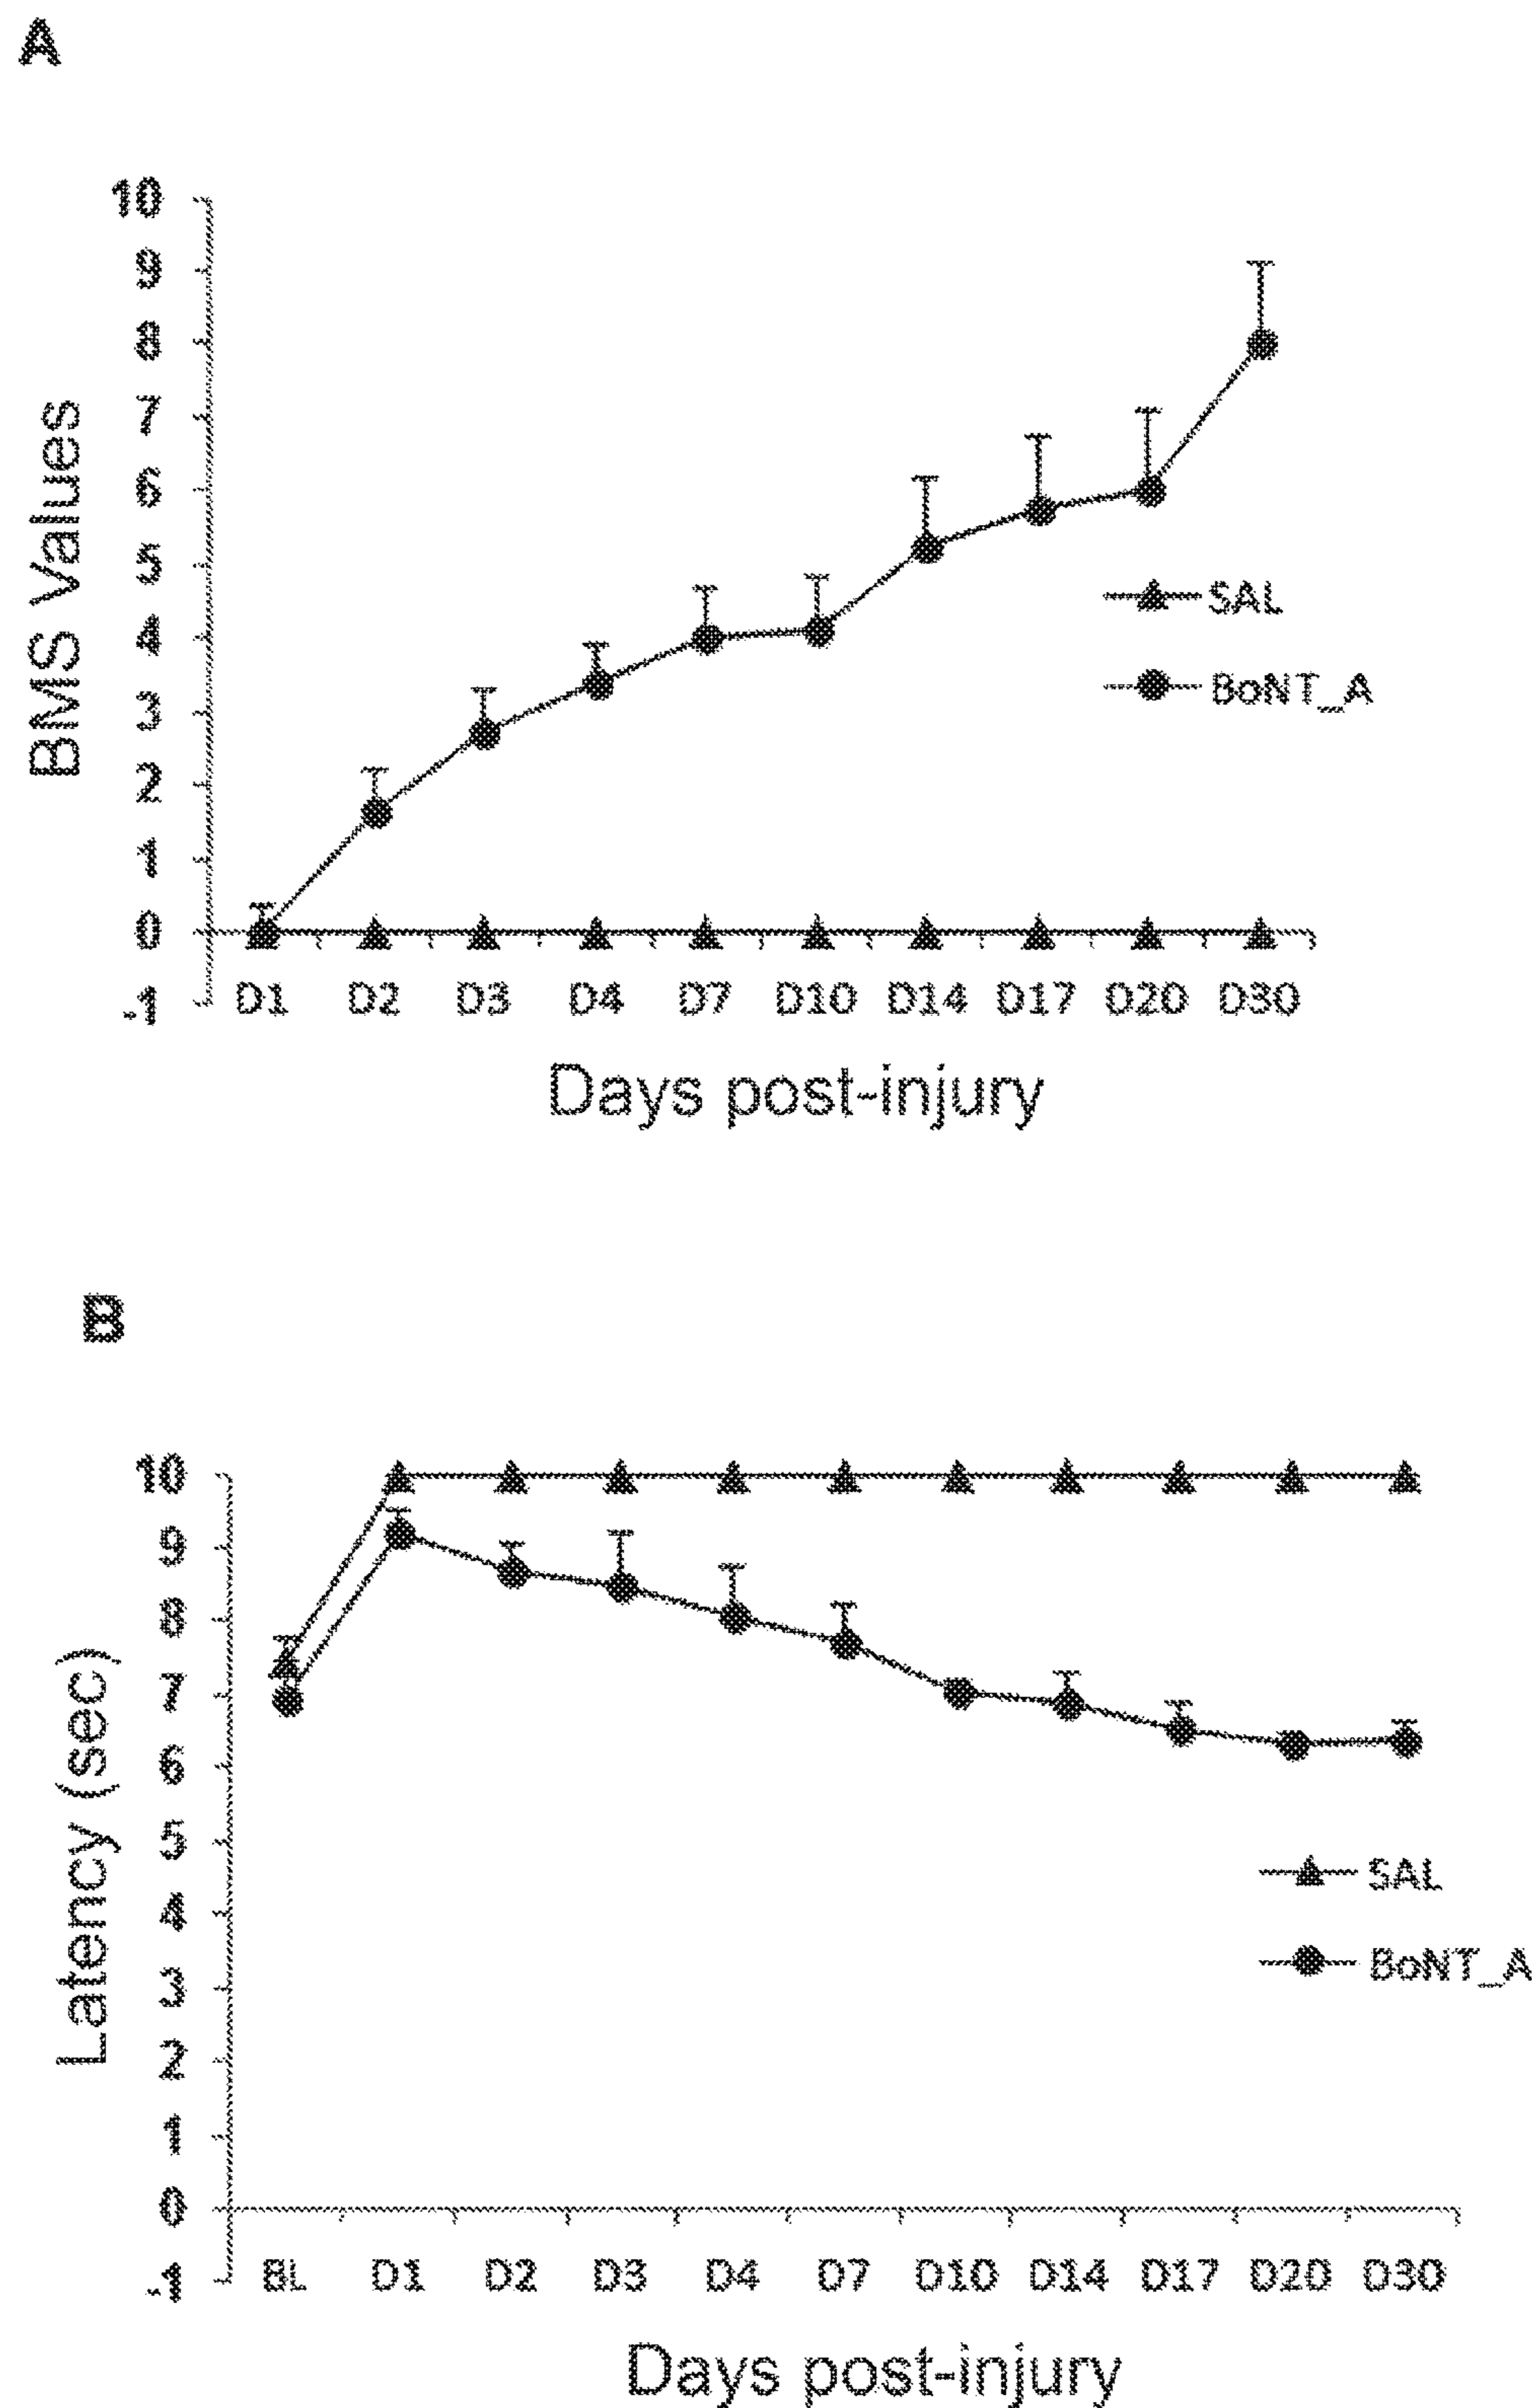 A
10
9
8
7
6
5
4
3
2
1
0
-1
BMS Values
SAL
BoNT_A
D1 D2 D3 D4 D7 D10 D14 D17 D20 D30
Days post-injury
B
10
9
8
7
6
5
4
3
2
1
0
-1
Latency (sec)
SAL
BoNT_A
BL D1 D2 D3 D4 D7 D10 D14 D17 D20 D30
Days post-injury